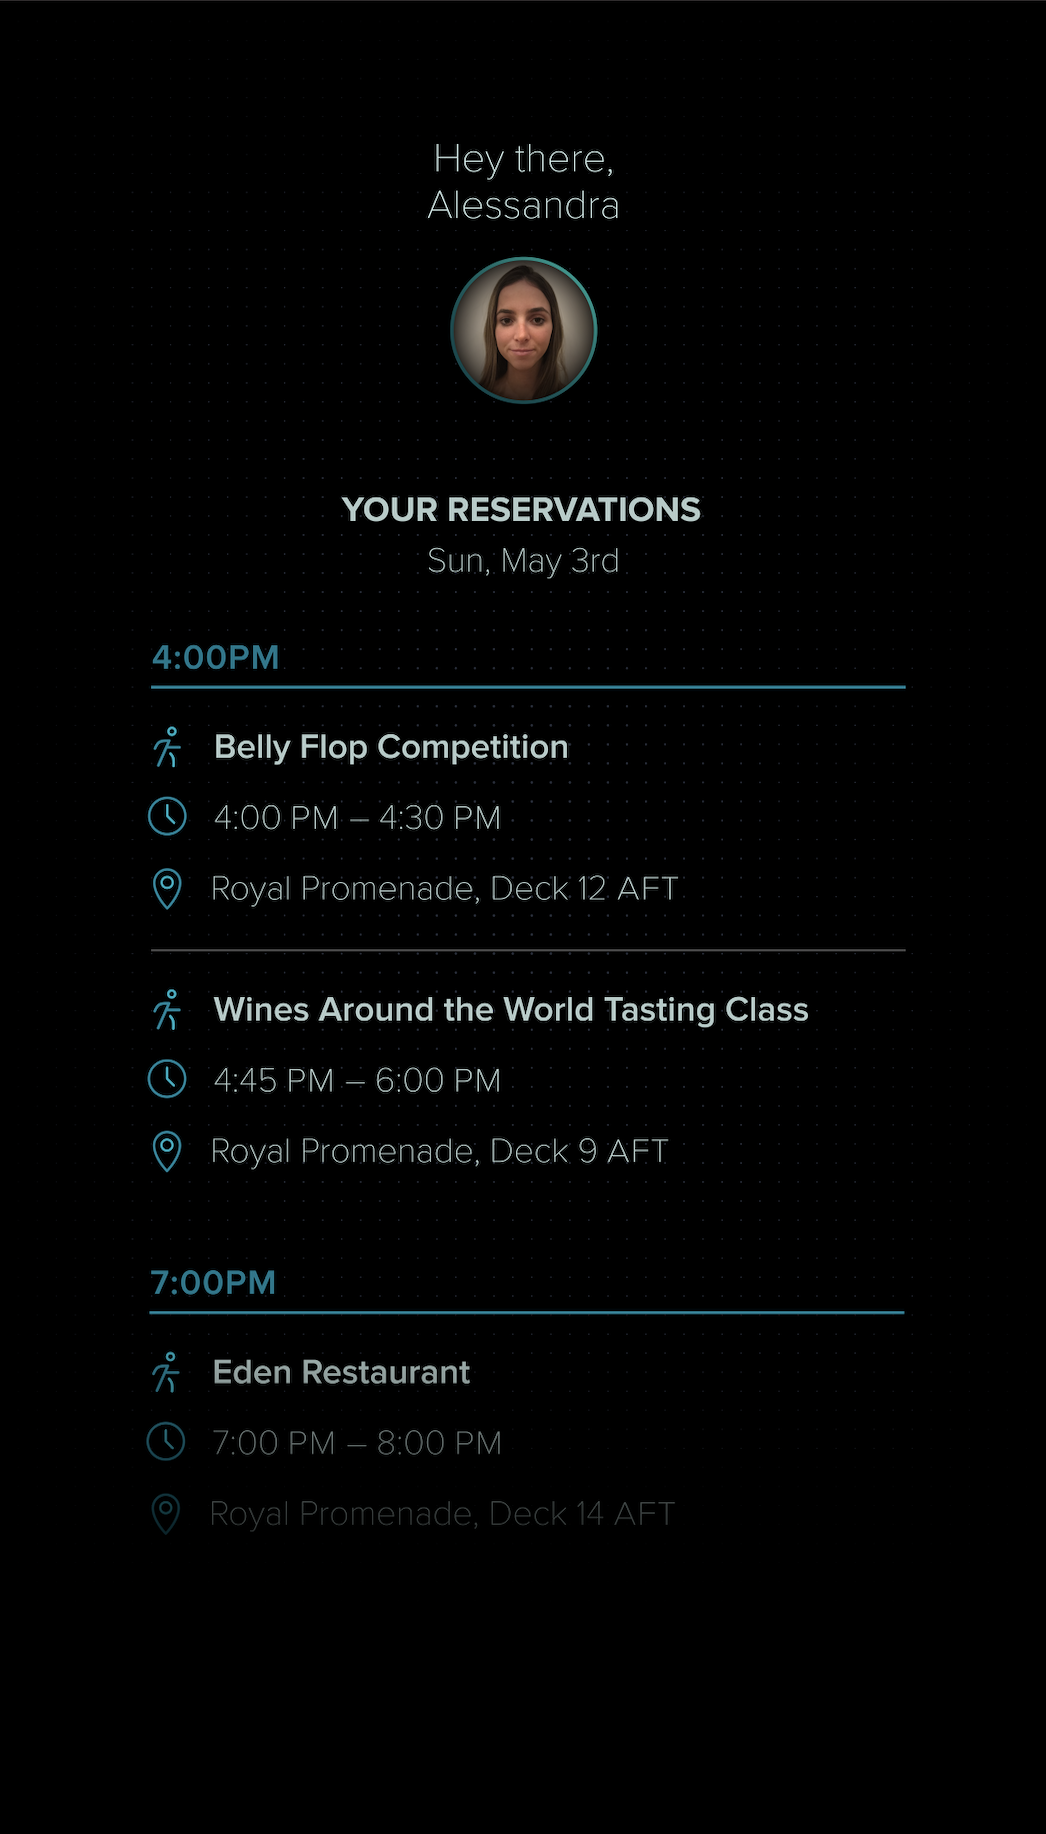 Hey there,
Alessandra
YOUR RESERVATIONS
Sun, May 3rd
4:00PM
Belly Flop Competition
4:00 PM – 4:30 PM
Royal Promenade, Deck 12 AFT
Wines Around the World Tasting Class
4:45 PM – 6:00 PM
Royal Promenade, Deck 9 AFT
7:00PM
Eden Restaurant
7:00 PM – 8:00 PM
Royal Promenade, Deck 14 AFT